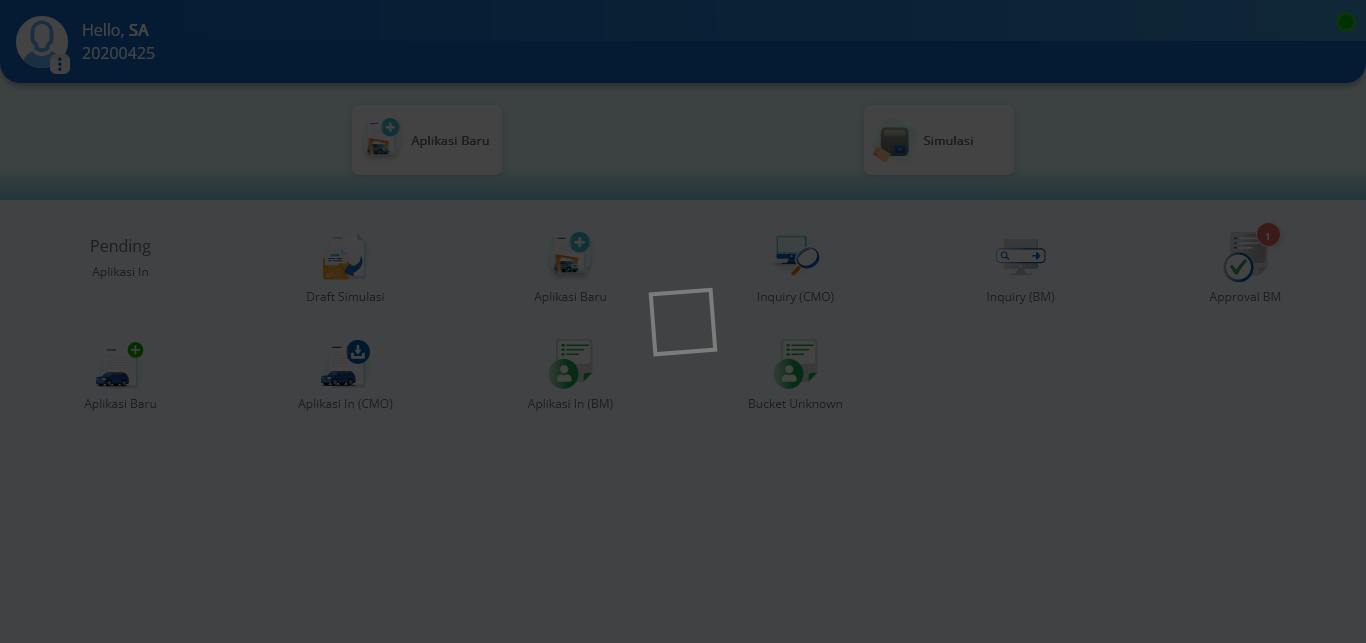 Hello, SA
20200425
Aplikasi Baru
Simulasi
Pending
Aplikasi In
Draft Simulasi
Aplikasi Baru
Inquiry (CMO)
Inquiry (BM)
1
Approval BM
Aplikasi Baru
Aplikasi In (CMO)
Aplikasi In (BM)
Bucket Unknown